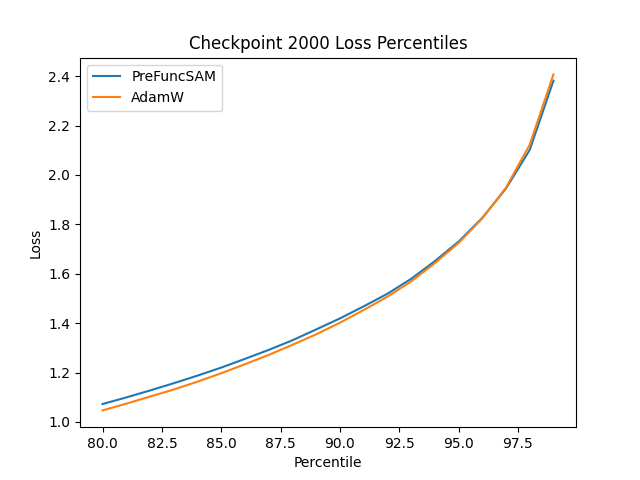 Checkpoint 2000 Loss Percentiles
PreFuncSAM
AdamW
Loss
2.4
2.2
2.0
1.8
1.6
1.4
1.2
1.0
80.0 82.5 85.0 87.5 90.0 92.5 95.0 97.5
Percentile